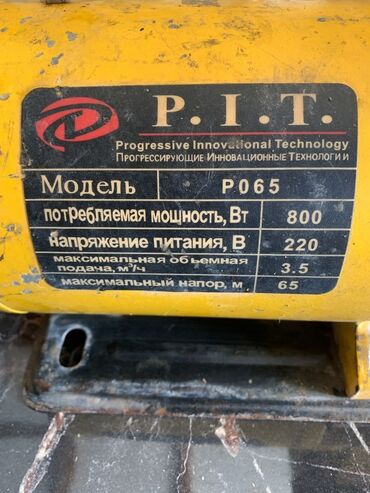 P.I.T.
Progressive Innovational Technology
Прогрессирующие Инновационные Технологии
Модель P065
потребляемая мощность, Вт 800
напряжение питания, В 220
максимальная объемная
подача, м³/ч 3.5
максимальный напор, м 65